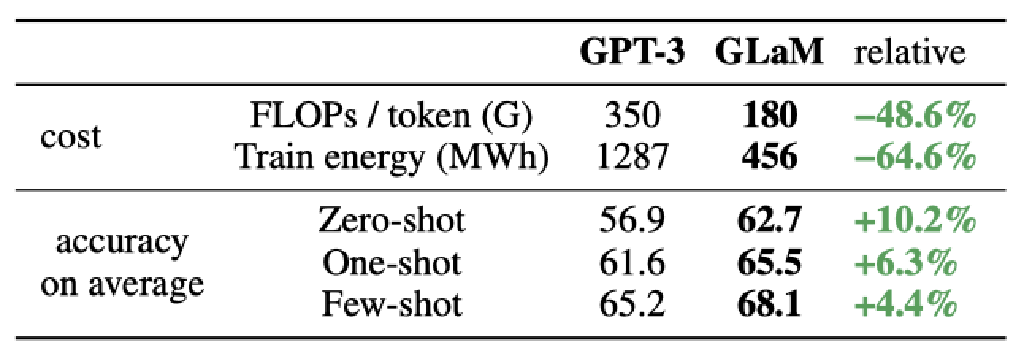 GPT-3 GLaM relative
cost FLOPs / token (G) 350 180 −48.6%
Train energy (MWh) 1287 456 −64.6%
accuracy on average Zero-shot 56.9 62.7 +10.2%
One-shot 61.6 65.5 +6.3%
Few-shot 65.2 68.1 +4.4%